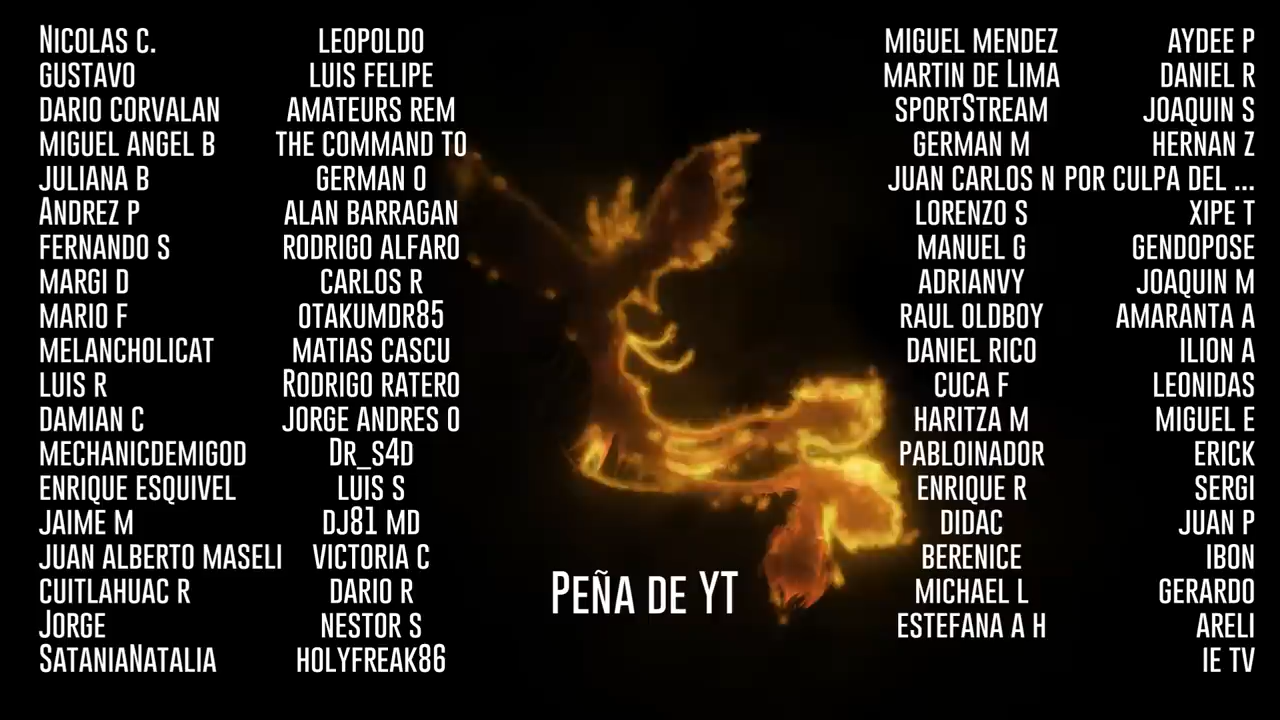 Nicolas C.
GUSTAVO
DARIO CORVALAN
MIGUEL ANGEL B
JULIANA B
Andrez P
FERNANDO S
MARGI D
MARIO F
MELANCHOLICAT
LUIS R
DAMIAN C
MECHANICDEMIGOD
ENRIQUE ESQUIVEL
JAIME M
JUAN ALBERTO MASELI
CUITLAHUAC R
Jorge
SataniaNatalia
LEOPOLDO
LUIS FELIPE
AMATEURS REM
THE COMMAND TO
GERMAN O
ALAN BARRAGAN
RODRIGO ALFARO
CARLOS R
OTAKUMDR85
MATIAS CASCU
Rodrigo ratero
JORGE ANDRES O
Dr_s4d
LUIS S
DJ81 MD
VICTORIA C
DARIO R
NESTOR S
HOLYFREAK86
Peña de YT
MIGUEL MENDEZ
MARTIN DE Lima
SPORTStream
GERMAN M
JUAN CARLOS N
LORENZO S
MANUEL G
ADRIANVY
RAUL OLDBOY
DANIEL RICO
CUCA F
HARITZA M
PABLOINADOR
ENRIQUE R
DIDAC
BERENICE
MICHAEL L
ESTEFANA A H
AYDEE P
DANIEL R
JOAQUIN S
HERNAN Z
POR CULPA DEL ...
XIPE T
GENDOPOSE
JOAQUIN M
AMARANTA A
ILION A
LEONIDAS
MIGUEL E
ERICK
SERGI
JUAN P
IBON
GERARDO
ARELI
IE TV